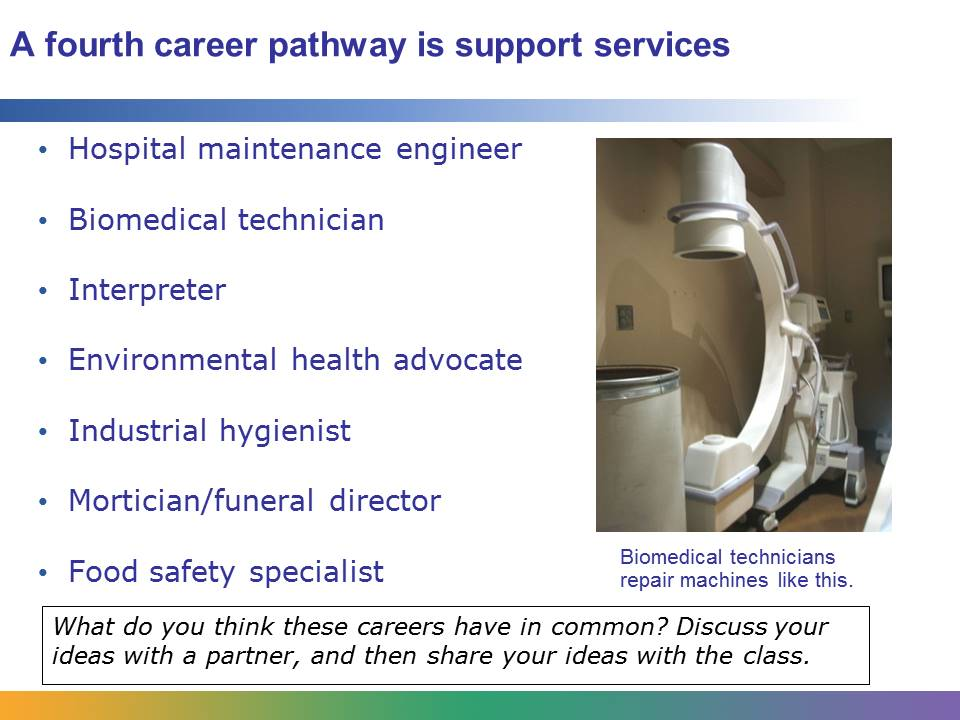 A fourth career pathway is support services
• Hospital maintenance engineer
• Biomedical technician
• Interpreter
• Environmental health advocate
• Industrial hygienist
• Mortician/funeral director
• Food safety specialist
Biomedical technicians
repair machines like this.
What do you think these careers have in common? Discuss your
ideas with a partner, and then share your ideas with the class.